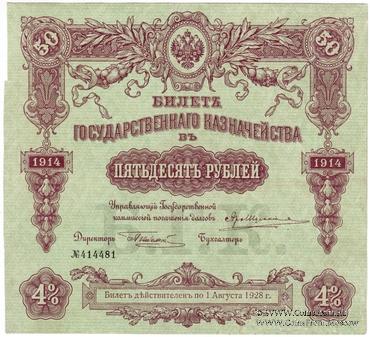 50 50
БИЛЕТЪ
ГОСУДАРСТВЕННАГО КАЗНАЧЕЙСТВА
ВЪ
1914 1914
ПЯТЬДЕСЯТЪ РУБЛЕЙ
Управляющій Государственной
коммиссіей погашенія долговъ
Директоръ Бухгалтеръ
№414481
4% 4%
Билетъ дѣйствителенъ по 1 Августа 1928 г.